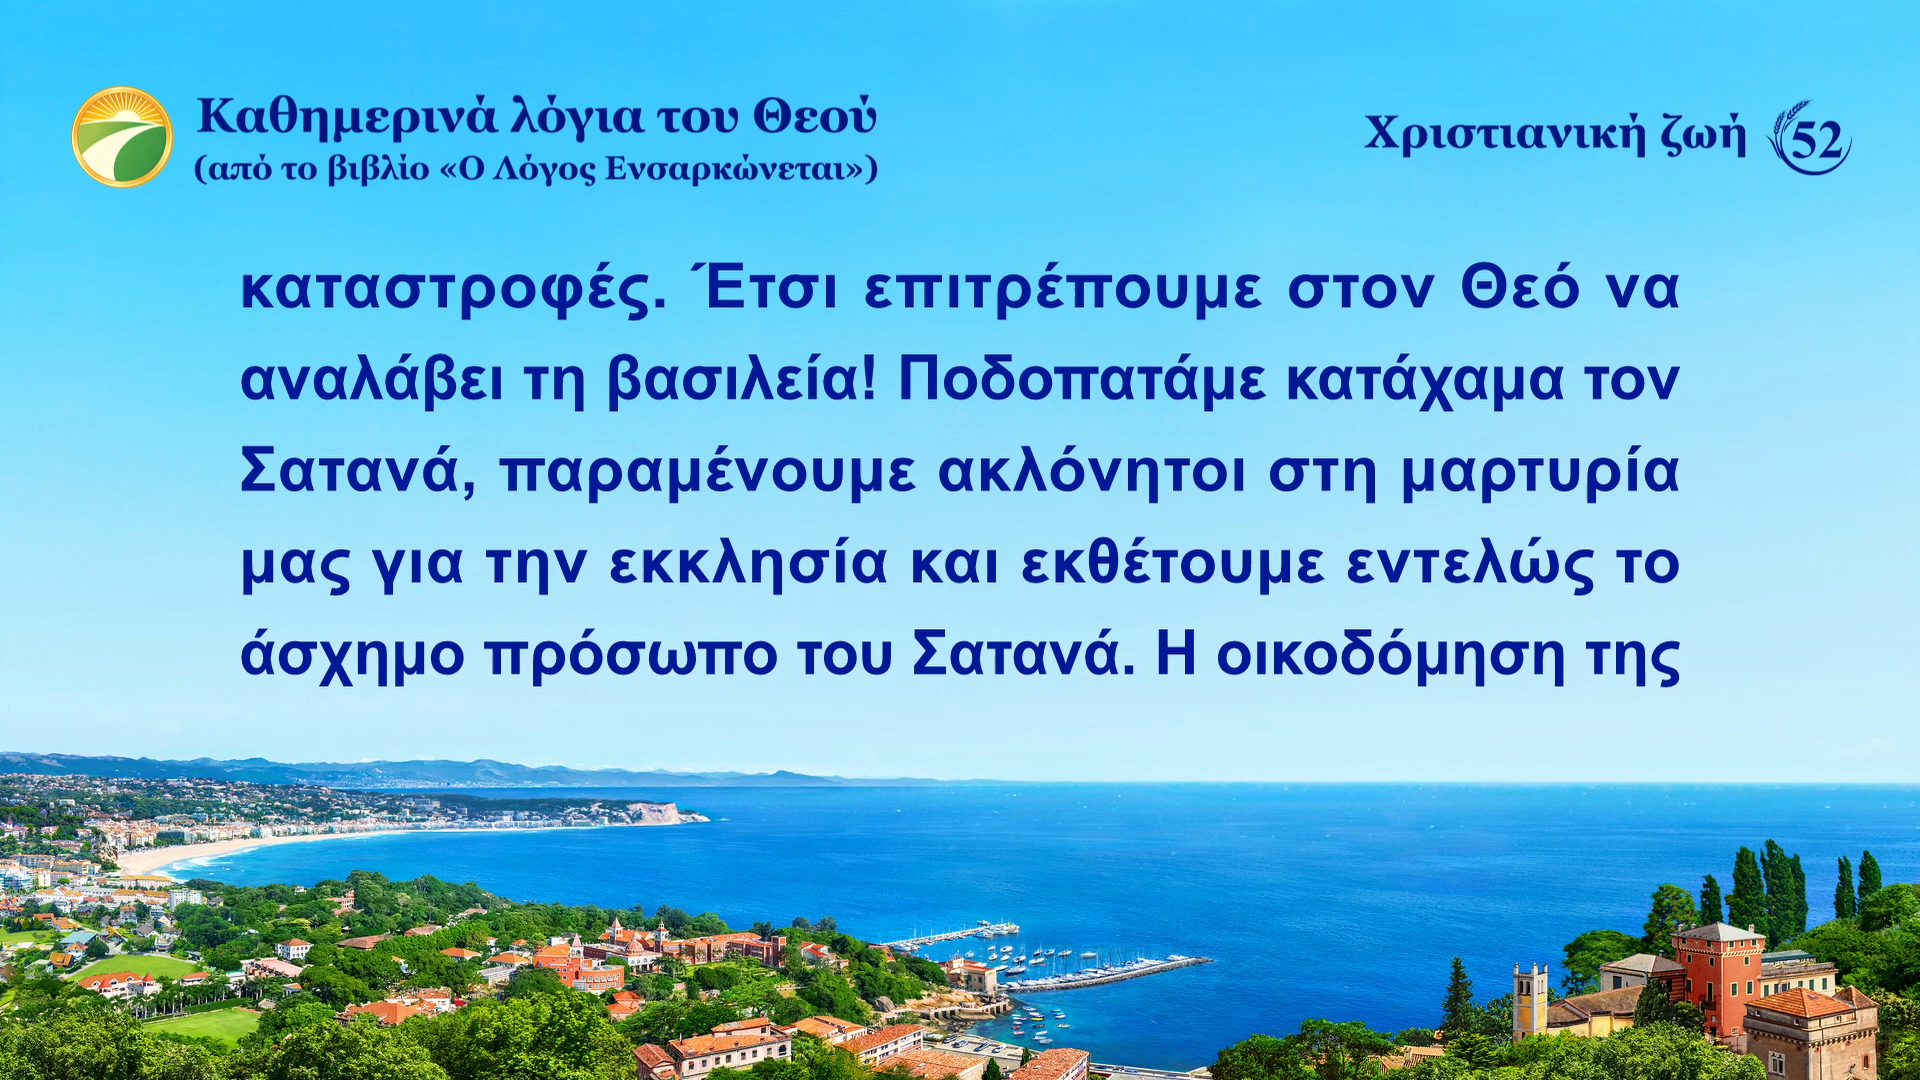 Καθημερινά λόγια του Θεού
(από το βιβλίο «Ο Λόγος Ενσαρκώνεται»)
Χριστιανική ζωή 52
καταστροφές. Έτσι επιτρέπουμε στον Θεό να
αναλάβει τη βασιλεία! Ποδοπατάμε κατάχαμα τον
Σατανά, παραμένουμε ακλόνητοι στη μαρτυρία
μας για την εκκλησία και εκθέτουμε εντελώς το
άσχημο πρόσωπο του Σατανά. Η οικοδόμηση της